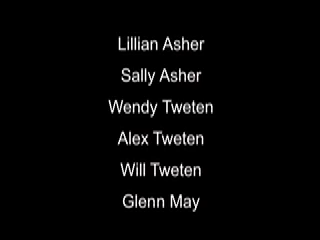 Lillian Asher
Sally Asher
Wendy Tweten
Alex Tweten
Will Tweten
Glenn May